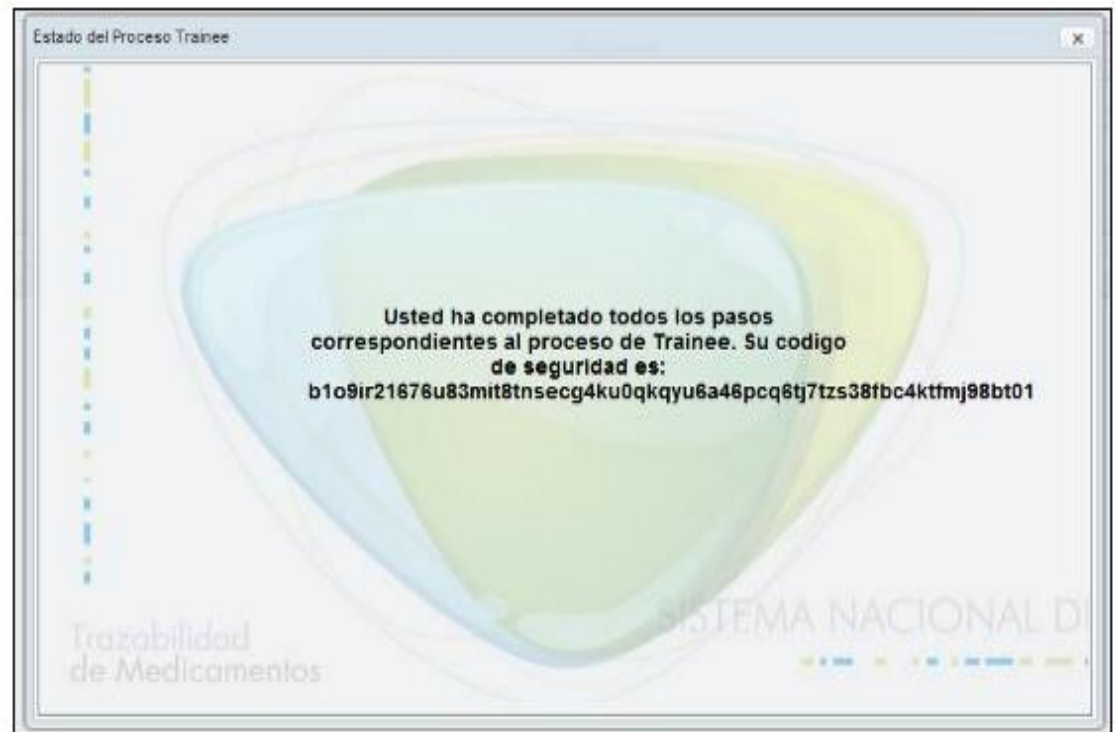 Estado del Proceso Trainee
Usted ha completado todos los pasos
correspondientes al proceso de Trainee. Su codigo
de seguridad es:
b1o9ir21676u83mit8tnsecg4ku0qkqyu6a46pcq6tj7tzs38fbc4ktfmj98bt01
SISTEMA NACIONAL DE
Trazabilidad
de Medicamentos